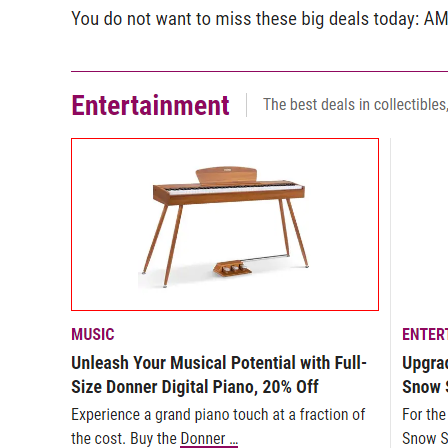 You do not want to miss these big deals today: AM
Entertainment
The best deals in collectibles,
MUSIC
Unleash Your Musical Potential with Full-
Size Donner Digital Piano, 20% Off
Experience a grand piano touch at a fraction of
the cost. Buy the Donner ...
ENTER
Upgra
Snow
For the
Snow S